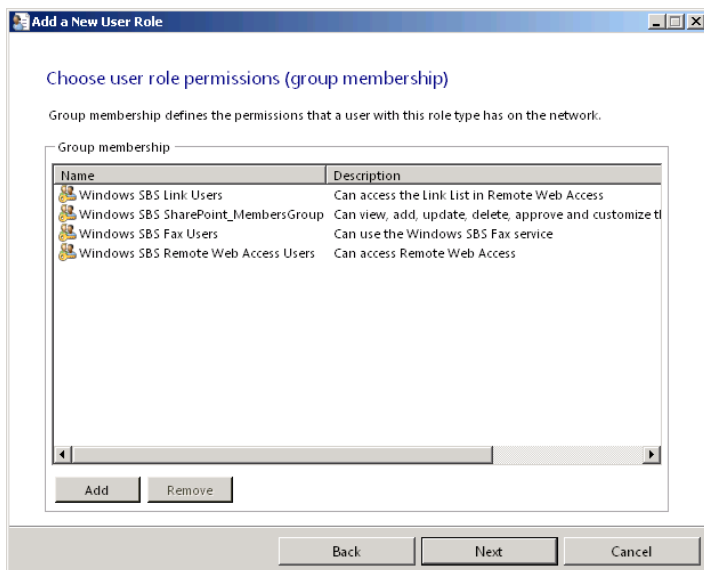 Add a New User Role
Choose user role permissions (group membership)
Group membership defines the permissions that a user with this role type has on the network.
Group membership
Name Description
Windows SBS Link Users Can access the Link List in Remote Web Access
Windows SBS SharePoint_MembersGroup Can view, add, update, delete, approve and customize
Windows SBS Fax Users Can use the Windows SBS Fax service
Windows SBS Remote Web Access Users Can access Remote Web Access
Add Remove
Back Next Cancel